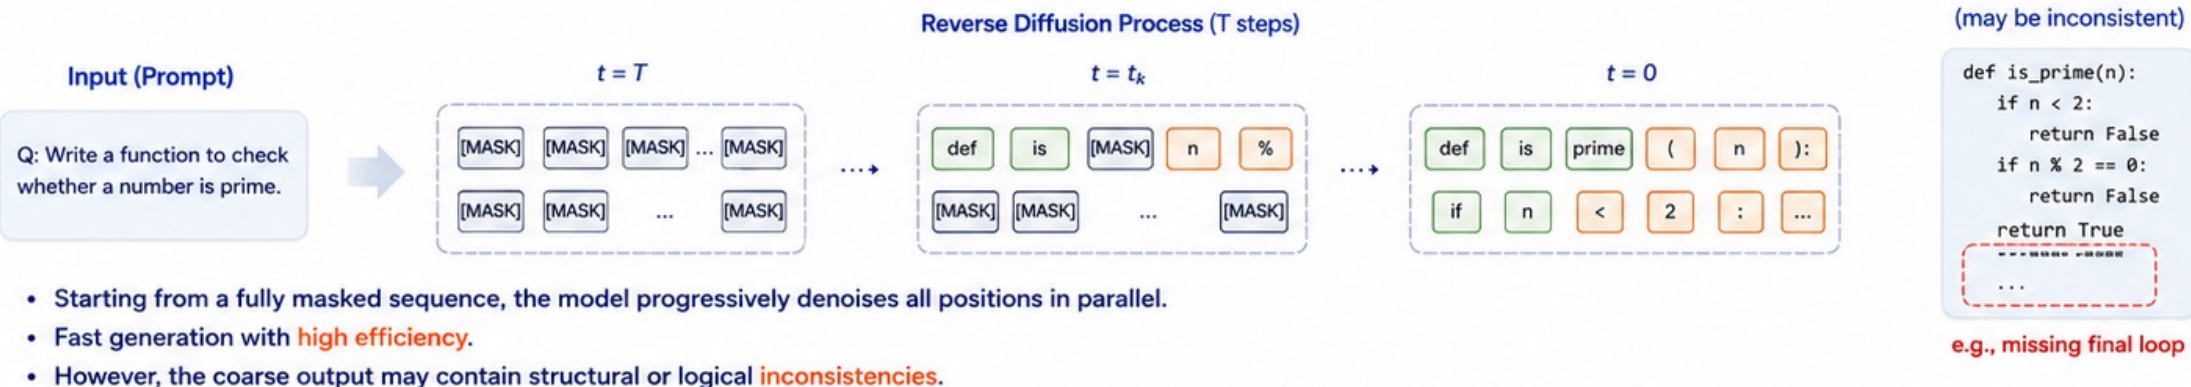 Reverse Diffusion Process (T steps)
(may be inconsistent)
Input (Prompt)
t = T
t = tk
t = 0
Q: Write a function to check
whether a number is prime.
[MASK] [MASK] [MASK] ... [MASK]
[MASK] [MASK] ... [MASK]
def is [MASK] n %
[MASK] [MASK] ... [MASK]
def is prime ( n ):
if n < 2 : ...
def is_prime(n):
if n < 2:
return False
if n % 2 == 0:
return False
return True
...
e.g., missing final loop
• Starting from a fully masked sequence, the model progressively denoises all positions in parallel.
• Fast generation with high efficiency.
• However, the coarse output may contain structural or logical inconsistencies.